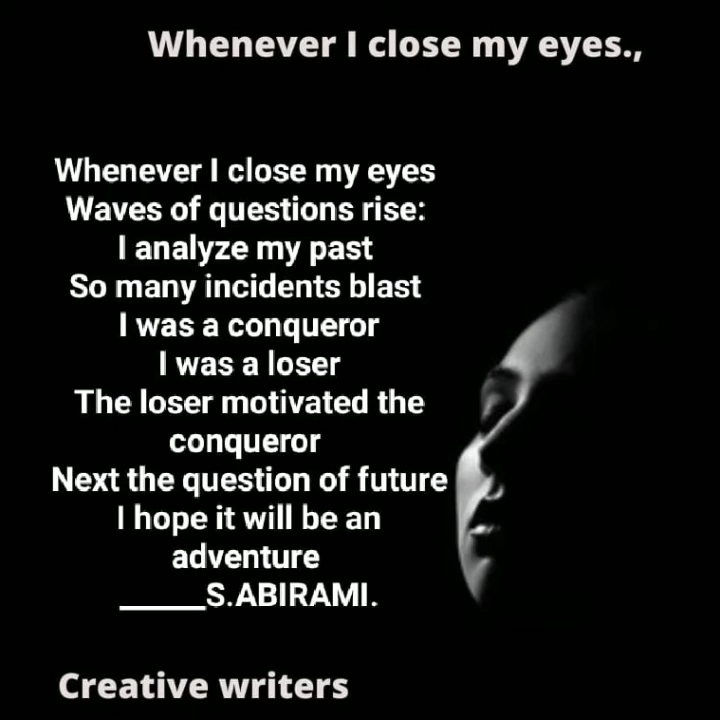 Whenever I close my eyes.,
Whenever I close my eyes
Waves of questions rise:
I analyze my past
So many incidents blast
I was a conqueror
I was a loser
The loser motivated the
conqueror
Next the question of future
I hope it will be an
adventure
______S.ABIRAMI.
Creative writers